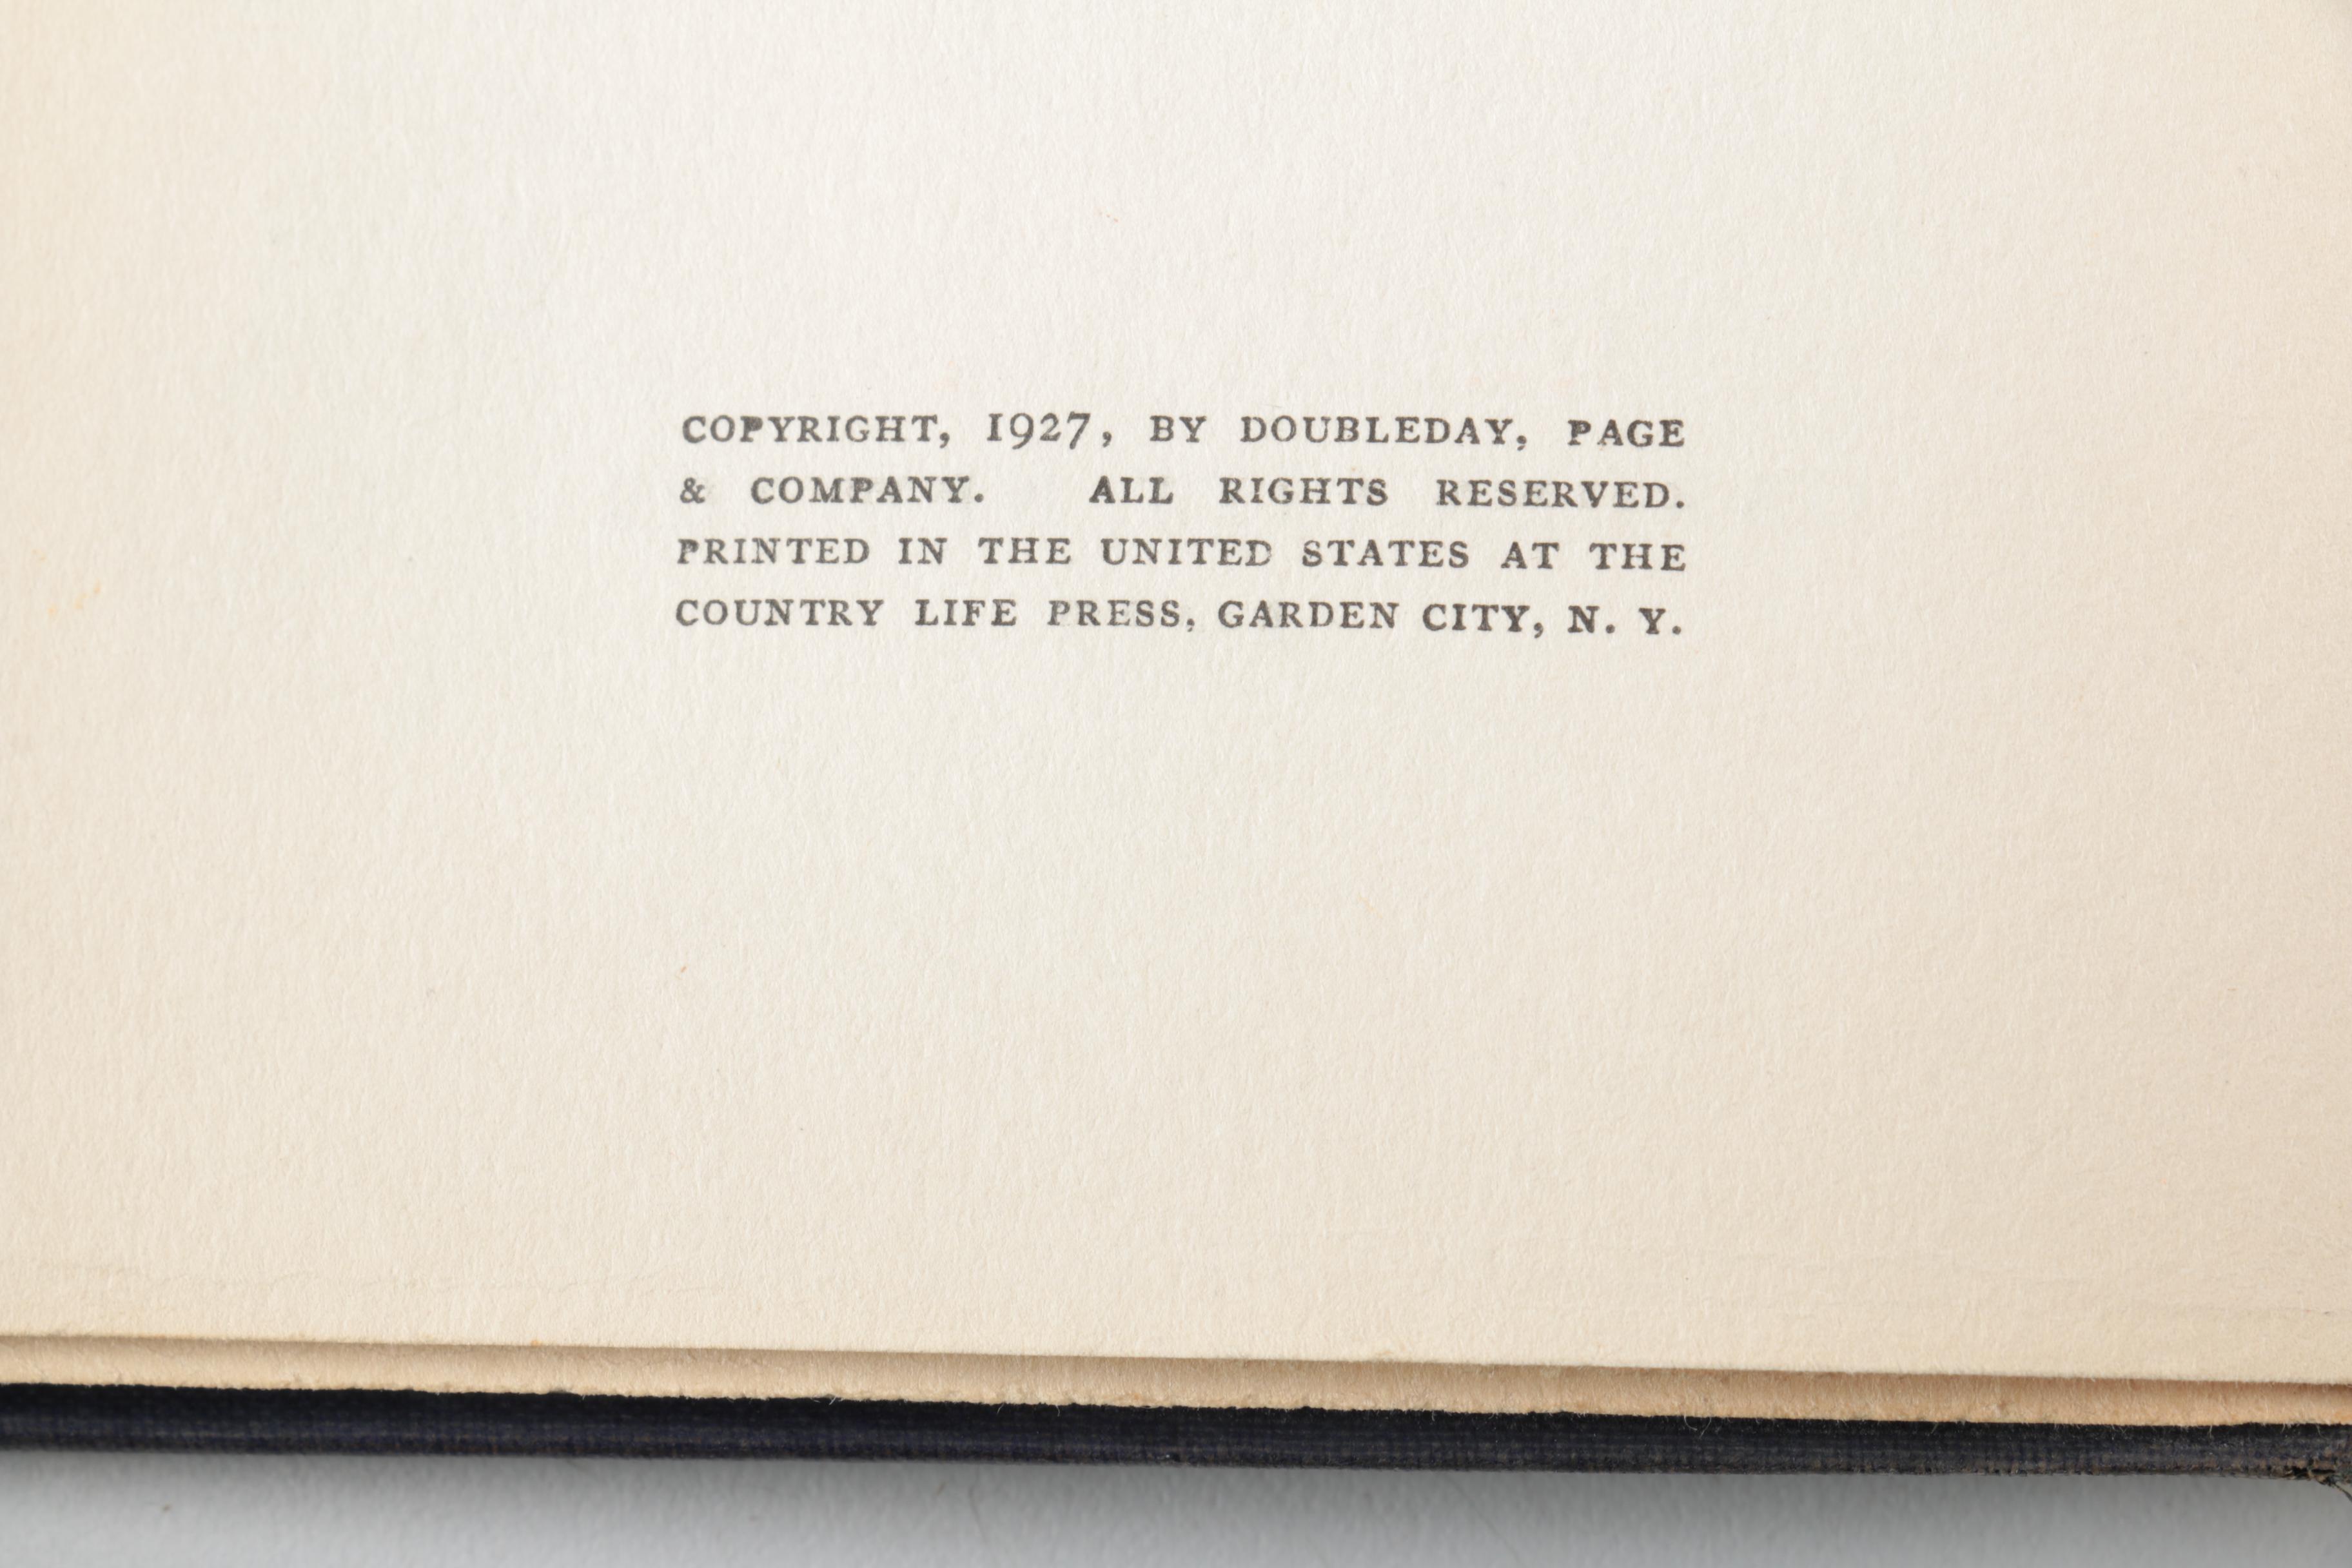 COPYRIGHT, 1927, BY DOUBLEDAY, PAGE
& COMPANY. ALL RIGHTS RESERVED.
PRINTED IN THE UNITED STATES AT THE
COUNTRY LIFE PRESS, GARDEN CITY, N. Y.